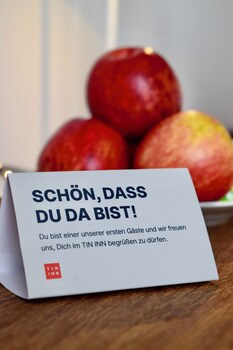 SCHÖN, DASS
DU DA BIST!
Du bist einer unserer ersten Gäste und wir freuen
uns, Dich im TIN INN begrüßen zu dürfen.
TIN
INN